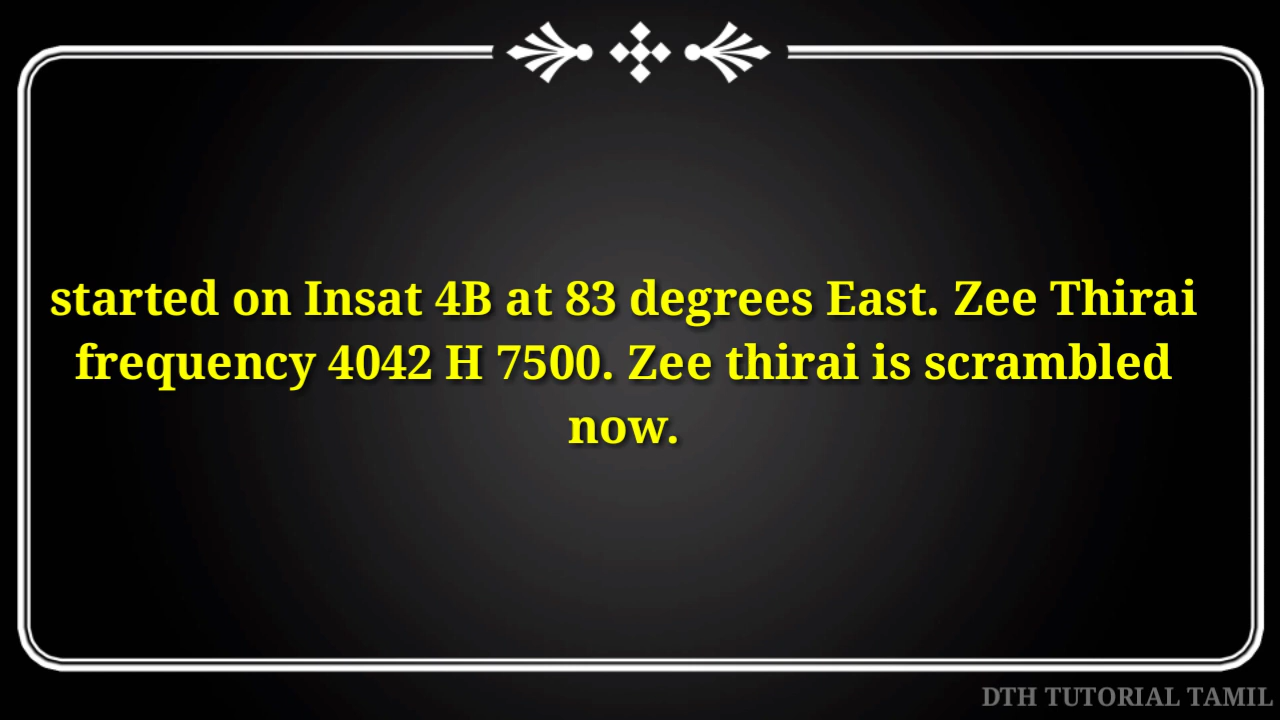 started on Insat 4B at 83 degrees East. Zee Thirai
frequency 4042 H 7500. Zee thirai is scrambled
now.
DTH TUTORIAL TAMIL